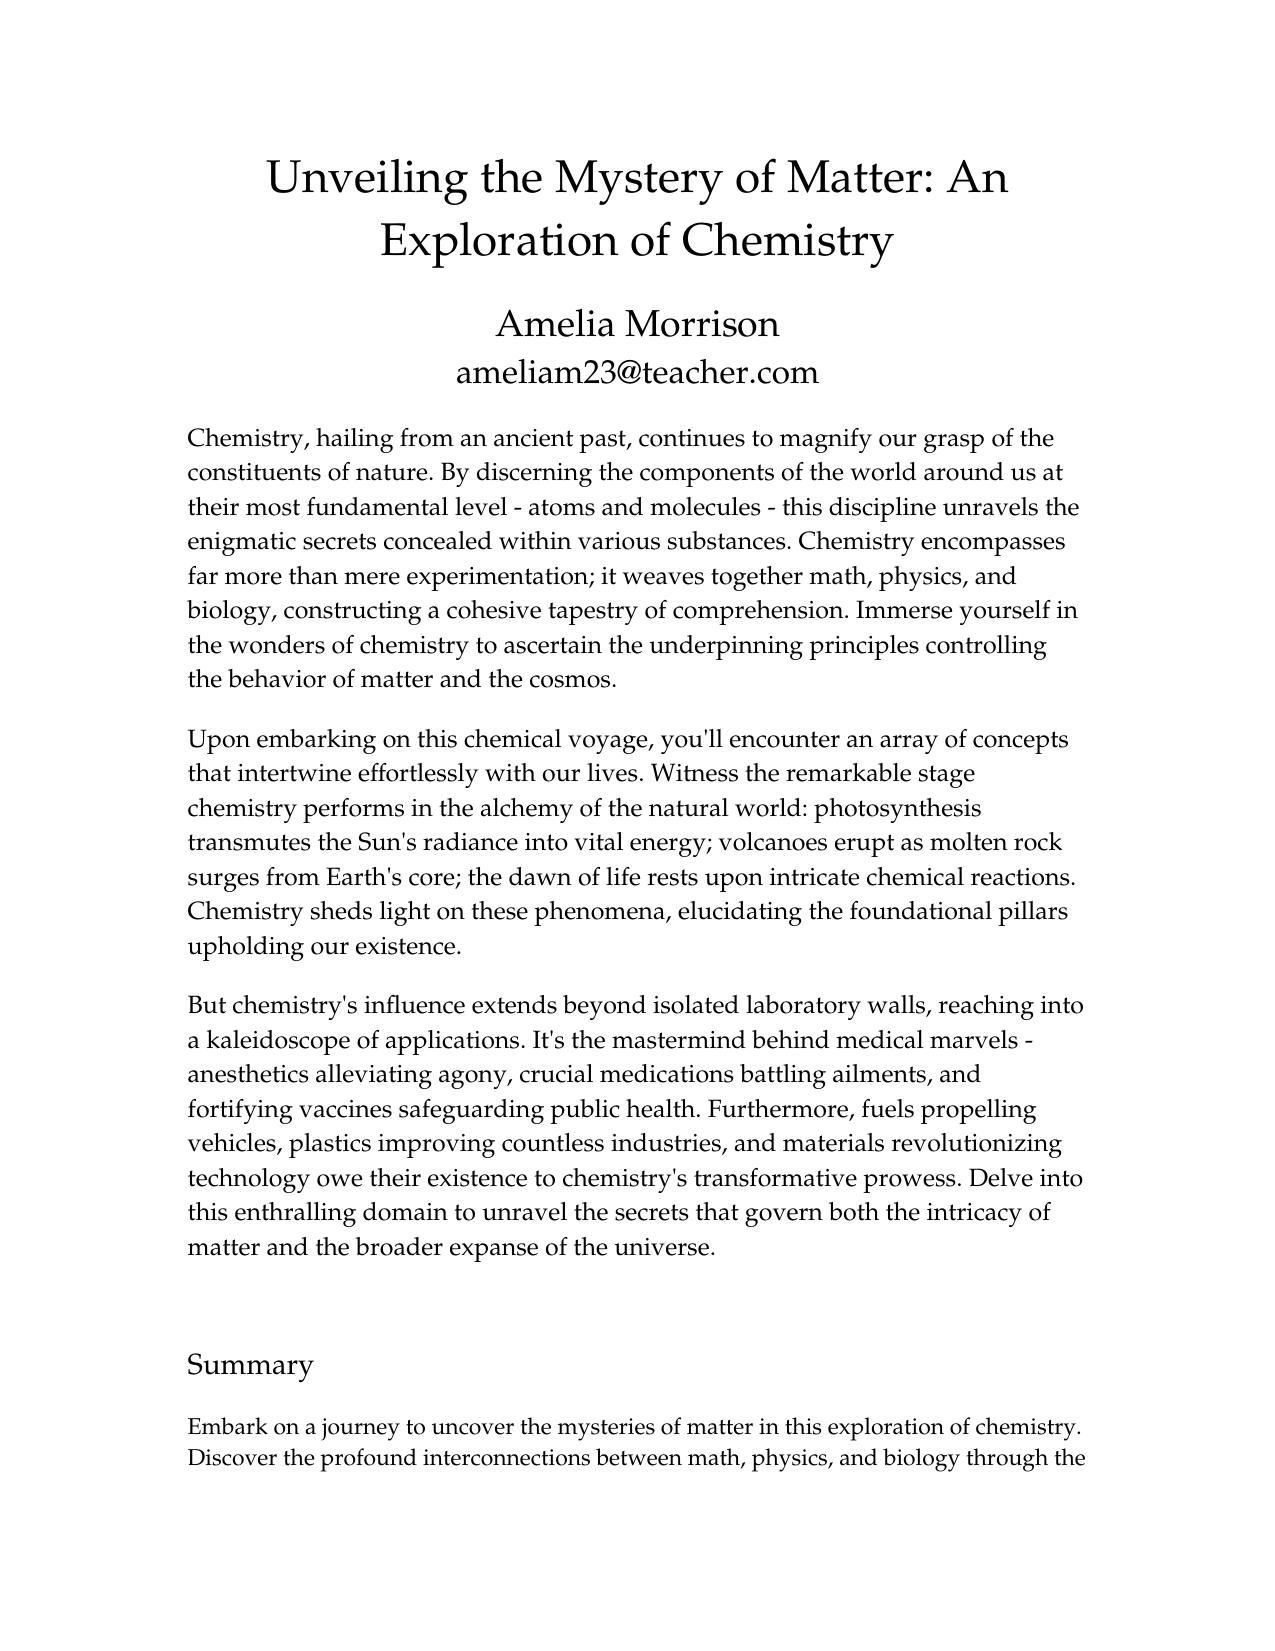 Unveiling the Mystery of Matter: An
Exploration of Chemistry
Amelia Morrison
ameliam23@teacher.com
Chemistry, hailing from an ancient past, continues to magnify our grasp of the
constituents of nature. By discerning the components of the world around us at
their most fundamental level - atoms and molecules - this discipline unravels the
enigmatic secrets concealed within various substances. Chemistry encompasses
far more than mere experimentation; it weaves together math, physics, and
biology, constructing a cohesive tapestry of comprehension. Immerse yourself in
the wonders of chemistry to ascertain the underpinning principles controlling
the behavior of matter and the cosmos.
Upon embarking on this chemical voyage, you'll encounter an array of concepts
that intertwine effortlessly with our lives. Witness the remarkable stage
chemistry performs in the alchemy of the natural world: photosynthesis
transmutes the Sun's radiance into vital energy; volcanoes erupt as molten rock
surges from Earth's core; the dawn of life rests upon intricate chemical reactions.
Chemistry sheds light on these phenomena, elucidating the foundational pillars
upholding our existence.
But chemistry's influence extends beyond isolated laboratory walls, reaching into
a kaleidoscope of applications. It's the mastermind behind medical marvels -
anesthetics alleviating agony, crucial medications battling ailments, and
fortifying vaccines safeguarding public health. Furthermore, fuels propelling
vehicles, plastics improving countless industries, and materials revolutionizing
technology owe their existence to chemistry's transformative prowess. Delve into
this enthralling domain to unravel the secrets that govern both the intricacy of
matter and the broader expanse of the universe.
Summary
Embark on a journey to uncover the mysteries of matter in this exploration of chemistry.
Discover the profound interconnections between math, physics, and biology through the